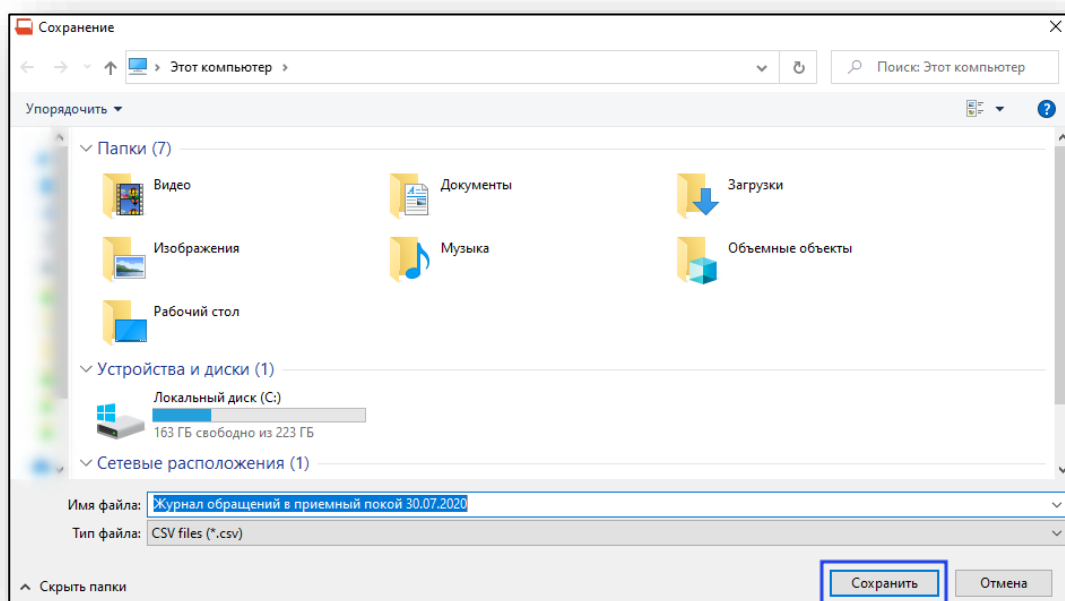 Сохранение
Этот компьютер
Поиск: Этот компьютер
Упорядочить
Папки (7)
Видео
Документы
Загрузки
Изображения
Музыка
Объемные объекты
Рабочий стол
Устройства и диски (1)
Локальный диск (C:)
163 ГБ свободно из 223 ГБ
Сетевые расположения (1)
Имя файла: Журнал обращений в приемный покой 30.07.2020
Тип файла: CSV files (*.csv)
Скрыть папки
Сохранить
Отмена